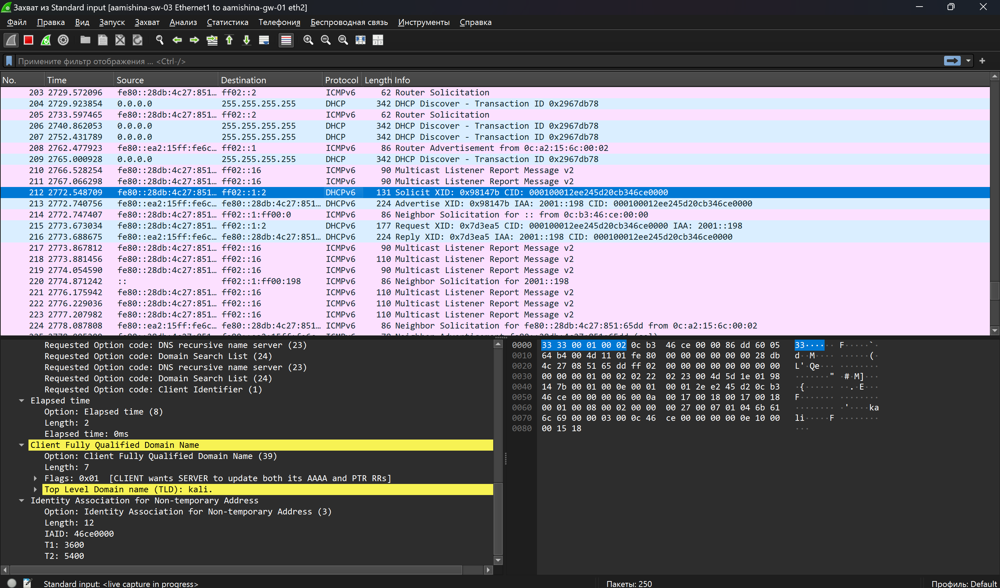 Захват из Standard input [aamishina-sw-03 Ethernet1 to aamishina-gw-01 eth2]
Файл Правка Вид Запуск Захват Анализ Статистика Телефония Беспроводная связь Инструменты Справка
Примените фильтр отображения ... <Ctrl-/>
No. Time Source Destination Protocol Length Info
203 2729.572096 fe80::28db:4c27:851… ff02::2 ICMPv6 62 Router Solicitation
204 2729.923854 0.0.0.0 255.255.255.255 DHCP 342 DHCP Discover - Transaction ID 0x2967db78
205 2733.597465 fe80::28db:4c27:851… ff02::2 ICMPv6 62 Router Solicitation
206 2740.862053 0.0.0.0 255.255.255.255 DHCP 342 DHCP Discover - Transaction ID 0x2967db78
207 2752.431789 0.0.0.0 255.255.255.255 DHCP 342 DHCP Discover - Transaction ID 0x2967db78
208 2762.477923 fe80::ea2:15ff:fe6c… ff02::1 ICMPv6 86 Router Advertisement from 0c:a2:15:6c:00:02
209 2765.000928 0.0.0.0 255.255.255.255 DHCP 342 DHCP Discover - Transaction ID 0x2967db78
210 2766.528254 fe80::28db:4c27:851… ff02::16 ICMPv6 90 Multicast Listener Report Message v2
211 2767.066298 fe80::28db:4c27:851… ff02::16 ICMPv6 90 Multicast Listener Report Message v2
212 2772.548709 fe80::28db:4c27:851… ff02::1:2 DHCPv6 131 Solicit XID: 0x98147b CID: 000100012ee245d20cb346ce0000
213 2772.740756 fe80::ea2:15ff:fe6c… fe80::28db:4c27:851… DHCPv6 224 Advertise XID: 0x98147b IAA: 2001::198 CID: 000100012ee245d20cb346ce0000
214 2772.747407 fe80::28db:4c27:851… ff02::1:ff00:0 ICMPv6 86 Neighbor Solicitation for :: from 0c:b3:46:ce:00:00
215 2773.673034 fe80::28db:4c27:851… ff02::1:2 DHCPv6 177 Request XID: 0x7d3ea5 CID: 000100012ee245d20cb346ce0000 IAA: 2001::198
216 2773.688675 fe80::ea2:15ff:fe6c… fe80::28db:4c27:851… DHCPv6 224 Reply XID: 0x7d3ea5 IAA: 2001::198 CID: 000100012ee245d20cb346ce0000
217 2773.867812 fe80::28db:4c27:851… ff02::16 ICMPv6 90 Multicast Listener Report Message v2
218 2773.881456 fe80::28db:4c27:851… ff02::16 ICMPv6 110 Multicast Listener Report Message v2
219 2774.054590 fe80::28db:4c27:851… ff02::16 ICMPv6 90 Multicast Listener Report Message v2
220 2774.871242 :: ff02::1:ff00:198 ICMPv6 86 Neighbor Solicitation for 2001::198
221 2776.175942 fe80::28db:4c27:851… ff02::16 ICMPv6 110 Multicast Listener Report Message v2
222 2776.229036 fe80::28db:4c27:851… ff02::16 ICMPv6 110 Multicast Listener Report Message v2
223 2777.207982 fe80::28db:4c27:851… ff02::16 ICMPv6 110 Multicast Listener Report Message v2
224 2778.087808 fe80::ea2:15ff:fe6c… fe80::28db:4c27:851… ICMPv6 86 Neighbor Solicitation for fe80::28db:4c27:851:65dd from 0c:a2:15:6c:00:02
Requested Option code: DNS recursive name server (23)
Requested Option code: Domain Search List (24)
Requested Option code: DNS recursive name server (23)
Requested Option code: Domain Search List (24)
Requested Option code: Client Identifier (1)
Elapsed time
Option: Elapsed time (8)
Length: 2
Elapsed time: 0ms
Client Fully Qualified Domain Name
Option: Client Fully Qualified Domain Name (39)
Length: 7
Flags: 0x01 [CLIENT wants SERVER to update both its AAAA and PTR RRs]
Top Level Domain name (TLD): kali.
Identity Association for Non-temporary Address
Option: Identity Association for Non-temporary Address (3)
Length: 12
IAID: 46ce0000
T1: 3600
T2: 5400
0000 33 33 00 01 00 02 0c b3 46 ce 00 00 86 dd 60 05 33······ F·····`·
0010 64 b4 00 4d 11 01 fe 80 00 00 00 00 00 00 28 db d··M···· ······(·
0020 4c 27 08 51 65 dd ff 02 00 00 00 00 00 00 00 00 L'·Qe··· ········
0030 00 00 00 01 00 02 02 22 02 23 00 4d 5d 1e 01 98 ·······" ·#·M]···
0040 14 7b 00 01 00 0e 00 01 00 01 2e e2 45 d2 0c b3 ·{······ ··.·E···
0050 46 ce 00 00 00 06 00 0a 00 17 00 18 00 17 00 18 F······· ········
0060 00 01 00 08 00 02 00 00 00 27 00 07 01 04 6b 61 ········ ·'····ka
0070 6c 69 00 00 03 00 0c 46 ce 00 00 00 00 0e 10 00 li·····F ········
0080 00 15 18 ···
Standard input: <live capture in progress> Пакеты: 250 Профиль: Default